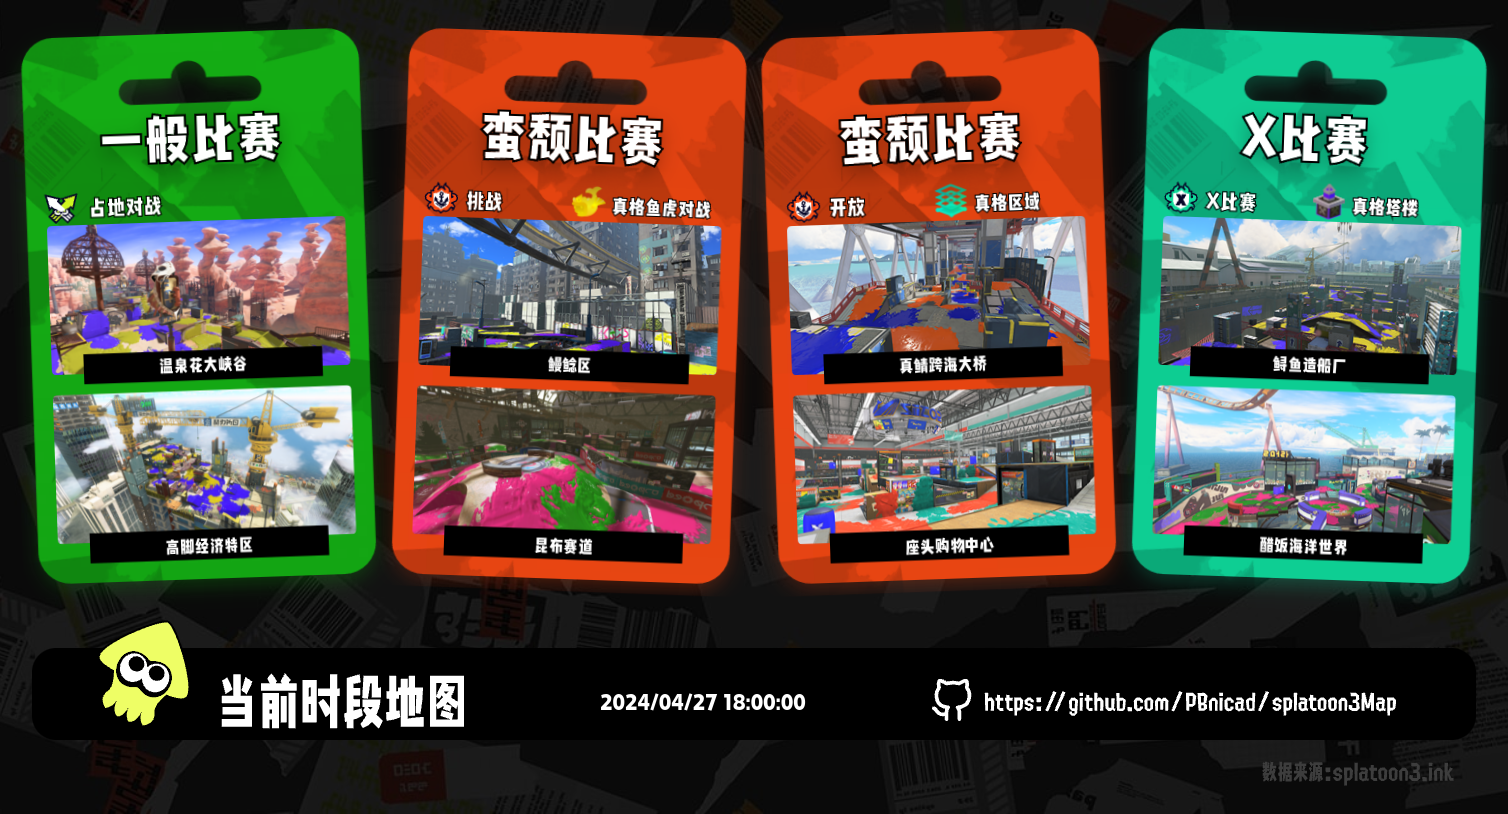 一般比赛
占地对战
温泉花大峡谷
高脚经济特区
蛮颓比赛
挑战
真格鱼虎对战
鳗鲶区
昆布赛道
蛮颓比赛
开放
真格区域
真鲭跨海大桥
座头购物中心
X比赛
X比赛
真格塔楼
鲟鱼造船厂
醋饭海洋世界
当前时段地图
2024/04/27 18:00:00
https://github.com/PBnicad/splatoon3Map
数据来源:splatoon3.ink